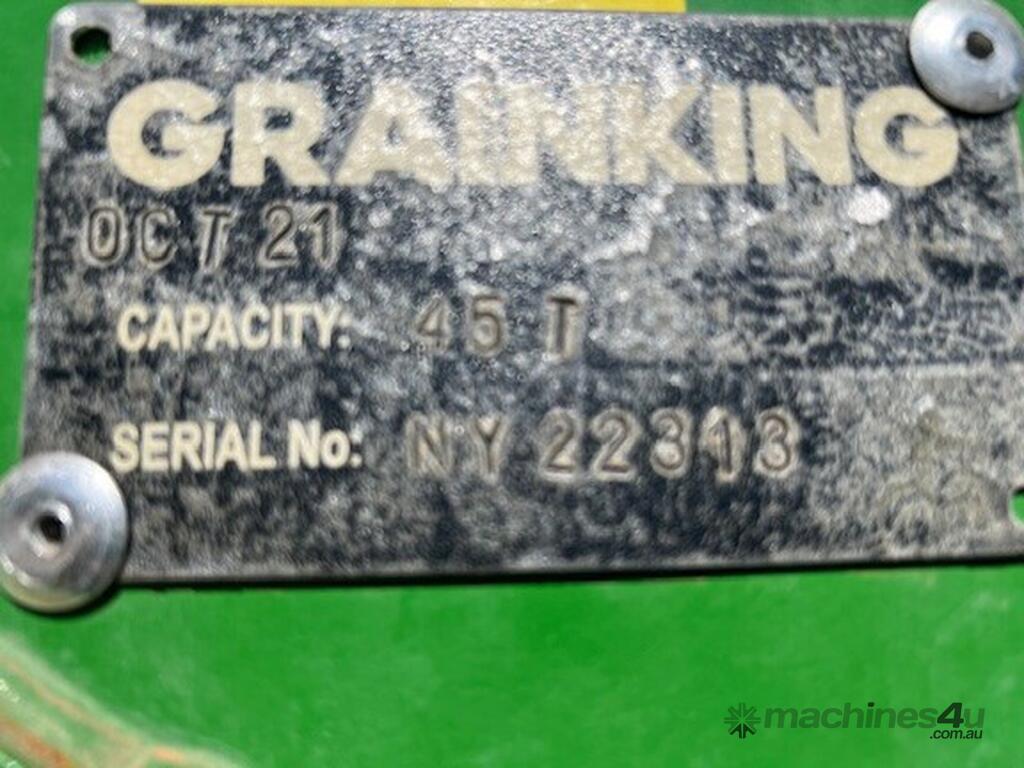 GRAINKING
OCT 21
CAPACITY: 45 T
SERIAL No: NY 22313
machines4u
.com.au